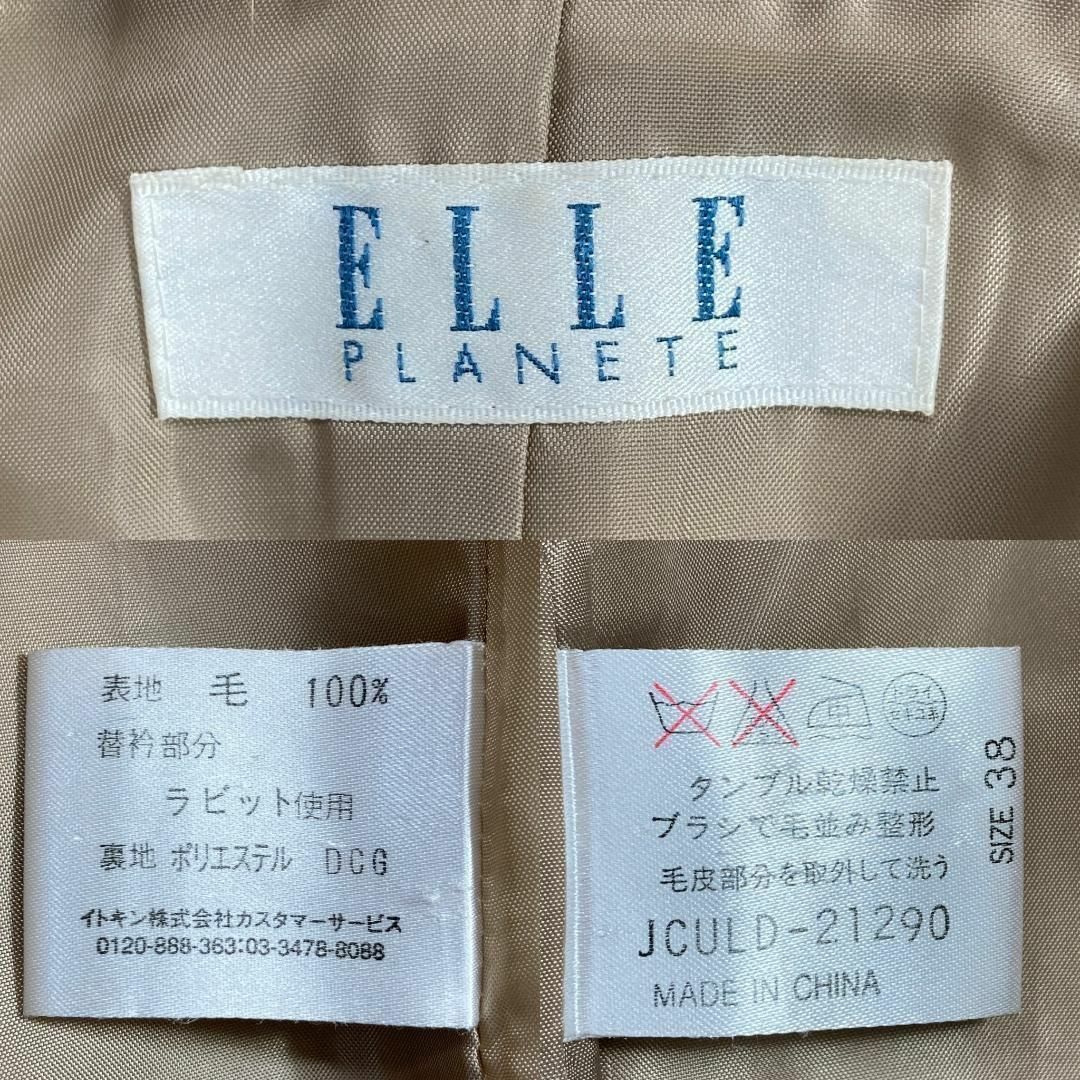 ELLE
PLANETE
表地 毛 100%
替衿部分
ラビット使用
裏地 ポリエステル DCG
イトキン株式会社カスタマーサービス
0120-888-363:03-3478-8088
タンブル乾燥禁止
ブラシで毛並み整形
毛皮部分を取外して洗う
JCULD-21290
MADE IN CHINA
SIZE 38